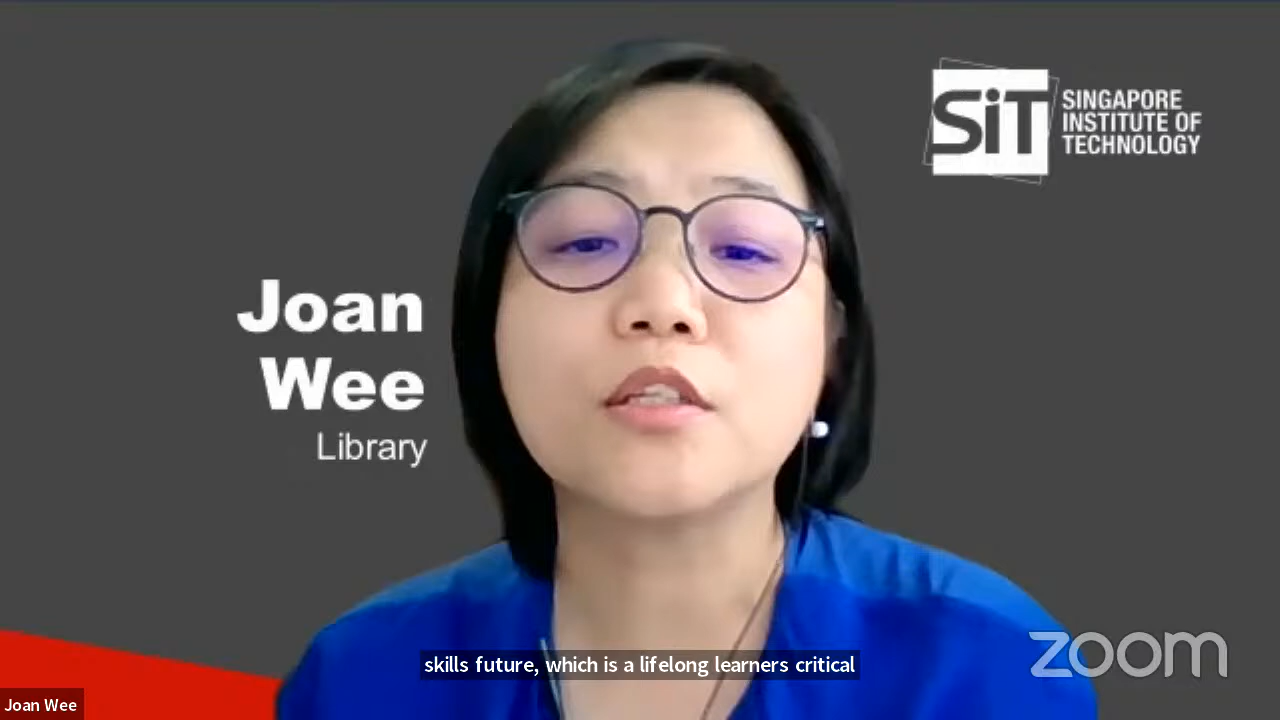 SiT
SINGAPORE
INSTITUTE OF
TECHNOLOGY
Joan
Wee
Library
zoom
skills future, which is a lifelong learners critical
Joan Wee